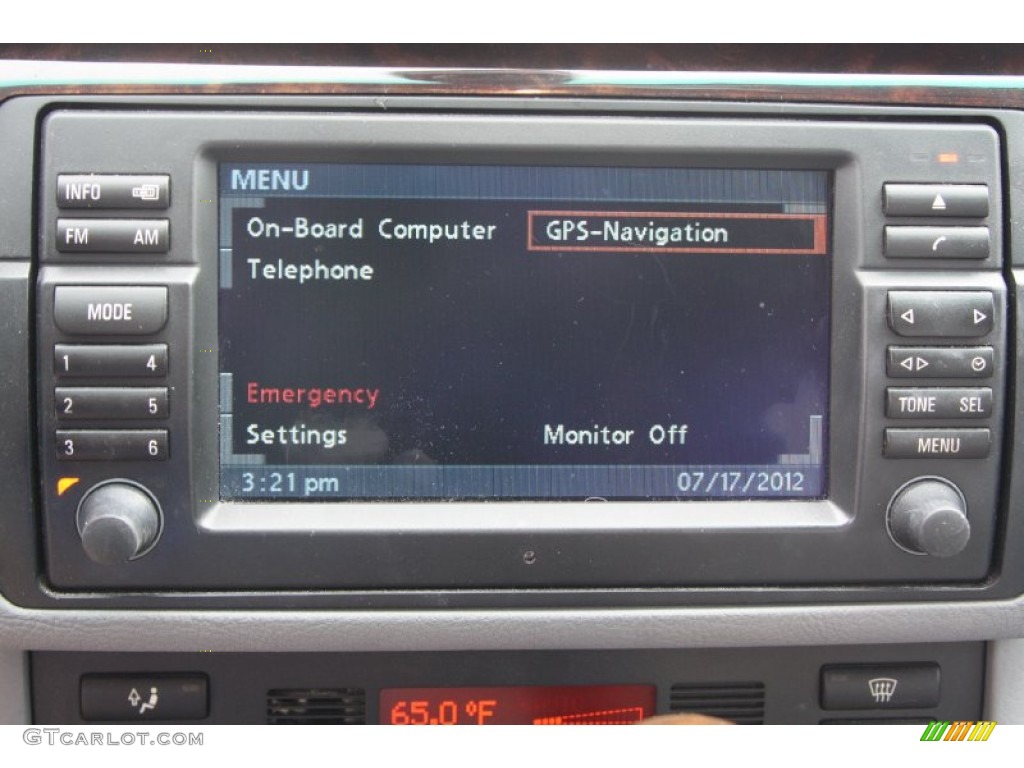 MENU
INFO
FM AM
On-Board Computer GPS-Navigation
Telephone
MODE
1 4
2 5
TONE SEL
Emergency
3 6
Settings Monitor Off
MENU
3:21 pm 07/17/2012
e
65.0 °F
GTcarlot.com